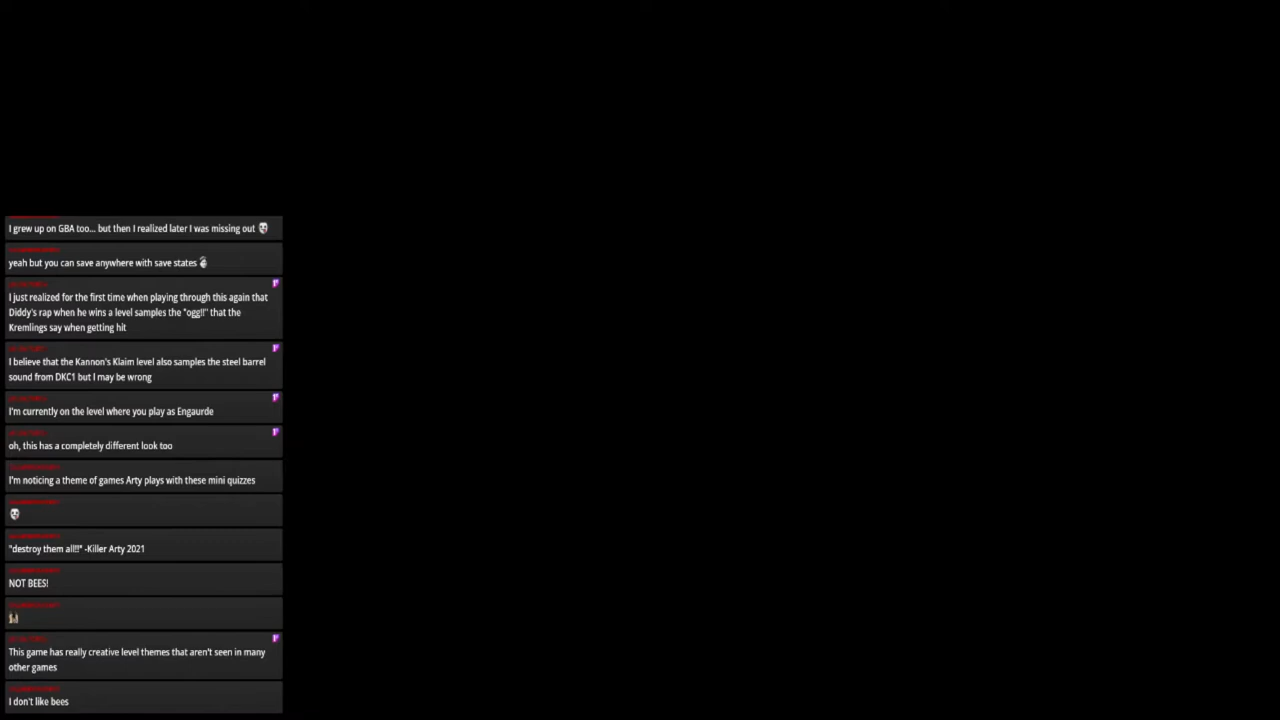 I grew up on GBA too... but then I realized later I was missing out
yeah but you can save anywhere with save states
I just realized for the first time when playing through this again that
Diddy's rap when he wins a level samples the "ogg!!" that the
Kremlings say when getting hit
I believe that the Kannon's Klaim level also samples the steel barrel
sound from DKC1 but I may be wrong
I'm currently on the level where you play as Engaurde
oh, this has a completely different look too
I'm noticing a theme of games Arty plays with these mini quizzes
"destroy them all!!" -Killer Arty 2021
NOT BEES!
This game has really creative level themes that aren't seen in many
other games
I don't like bees